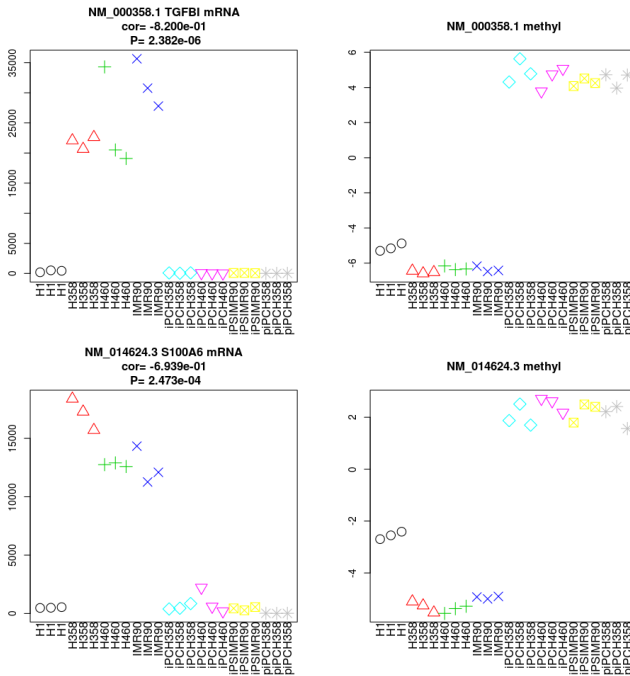 NM_000358.1 TGFBI mRNA
cor= -8.200e-01
P= 2.382e-06
0
5000
15000
25000
35000
H1
H1
H1
H358
H358
H358
H460
H460
H460
IMR90
IMR90
IMR90
iPCH358
iPCH358
iPCH358
iPCH460
iPCH460
iPCH460
iPSIMR90
iPSIMR90
iPSIMR90
piPCH358
piPCH358
piPCH358
NM_000358.1 methyl
6
4
2
0
-2
-4
-6
H1
H1
H1
H358
H358
H358
H460
H460
H460
IMR90
IMR90
IMR90
iPCH358
iPCH358
iPCH358
iPCH460
iPCH460
iPCH460
iPSIMR90
iPSIMR90
iPSIMR90
piPCH358
piPCH358
piPCH358
NM_014624.3 S100A6 mRNA
cor= -6.939e-01
P= 2.473e-04
0
5000
10000
15000
H1
H1
H1
H358
H358
H358
H460
H460
H460
IMR90
IMR90
IMR90
iPCH358
iPCH358
iPCH358
iPCH460
iPCH460
iPCH460
iPSIMR90
iPSIMR90
iPSIMR90
piPCH358
piPCH358
piPCH358
NM_014624.3 methyl
2
0
-2
-4
H1
H1
H1
H358
H358
H358
H460
H460
H460
IMR90
IMR90
IMR90
iPCH358
iPCH358
iPCH358
iPCH460
iPCH460
iPCH460
iPSIMR90
iPSIMR90
iPSIMR90
piPCH358
piPCH358
piPCH358